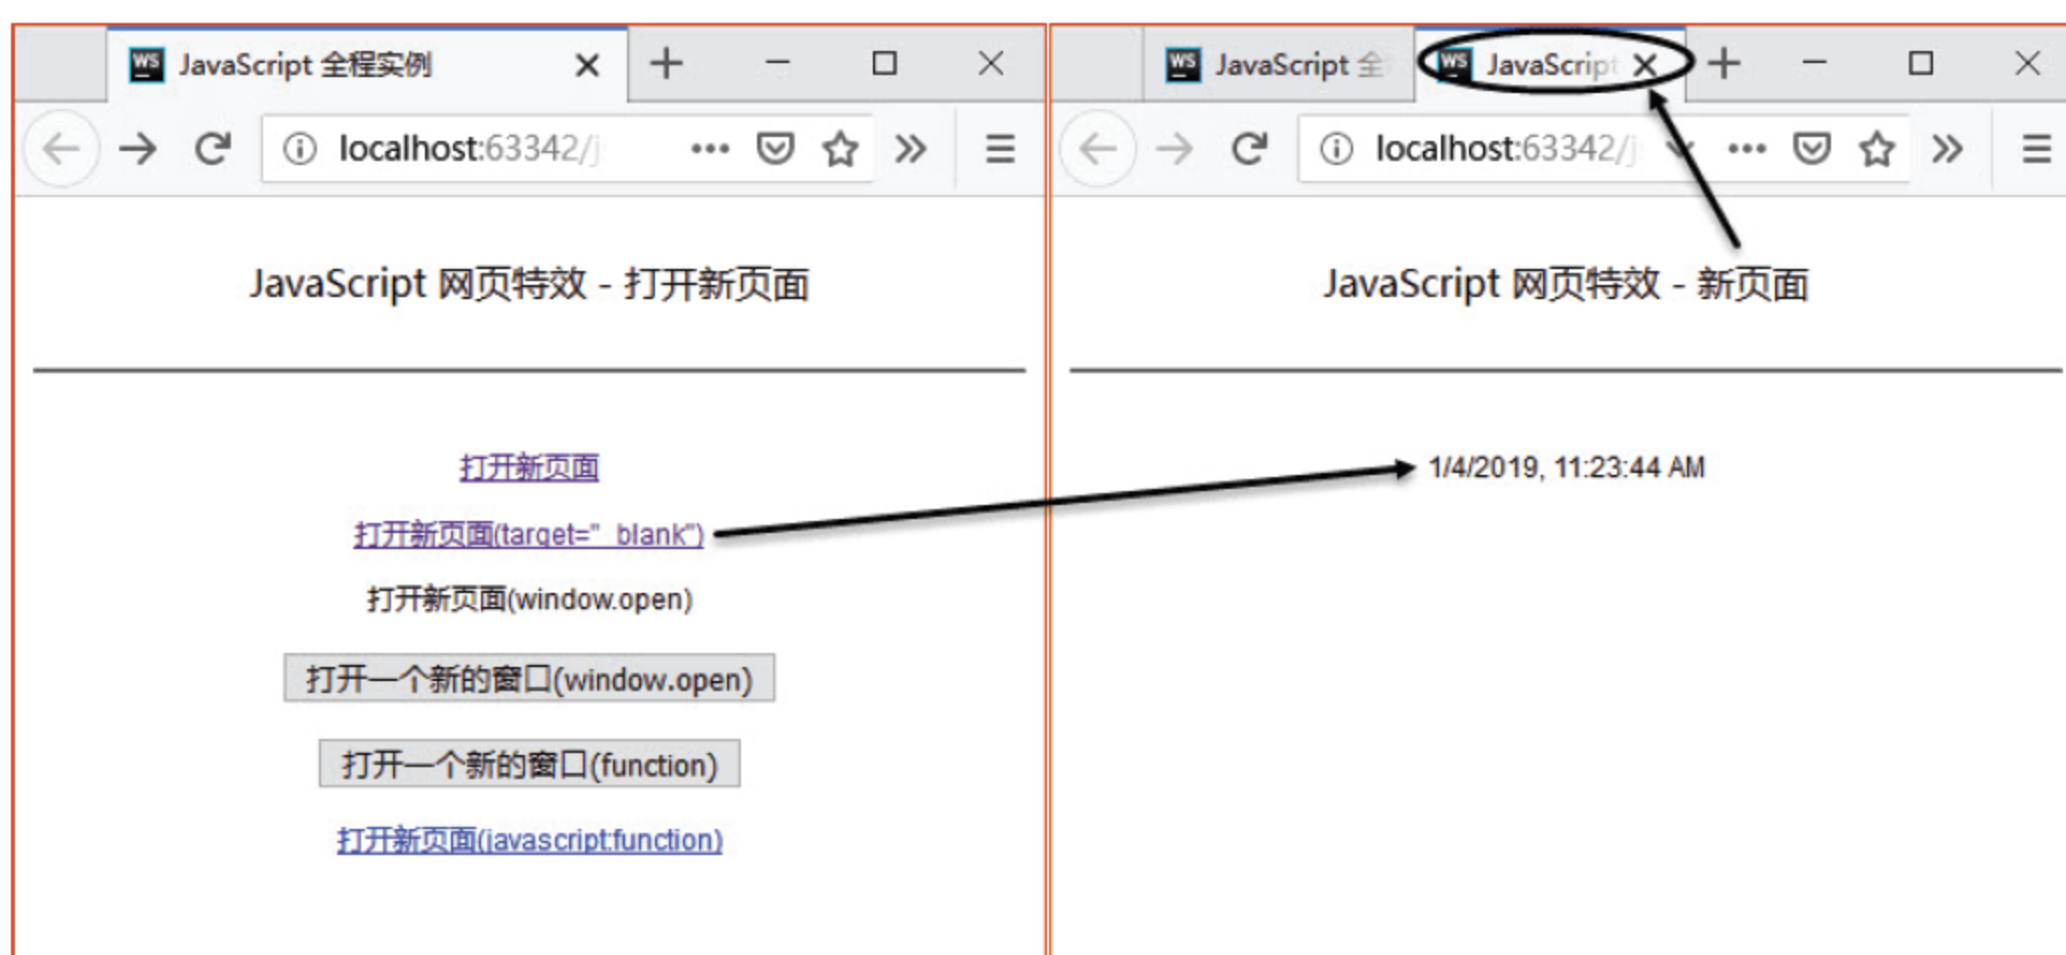 WS JavaScript 全程实例
localhost:63342/j
JavaScript 网页特效 - 打开新页面
打开新页面
打开新页面(target="_blank")
打开新页面(window.open)
打开一个新的窗口(window.open)
打开一个新的窗口(function)
打开新页面(javascript:function)
WS JavaScript 全
WS JavaScript
localhost:63342/j
JavaScript 网页特效 - 新页面
1/4/2019, 11:23:44 AM